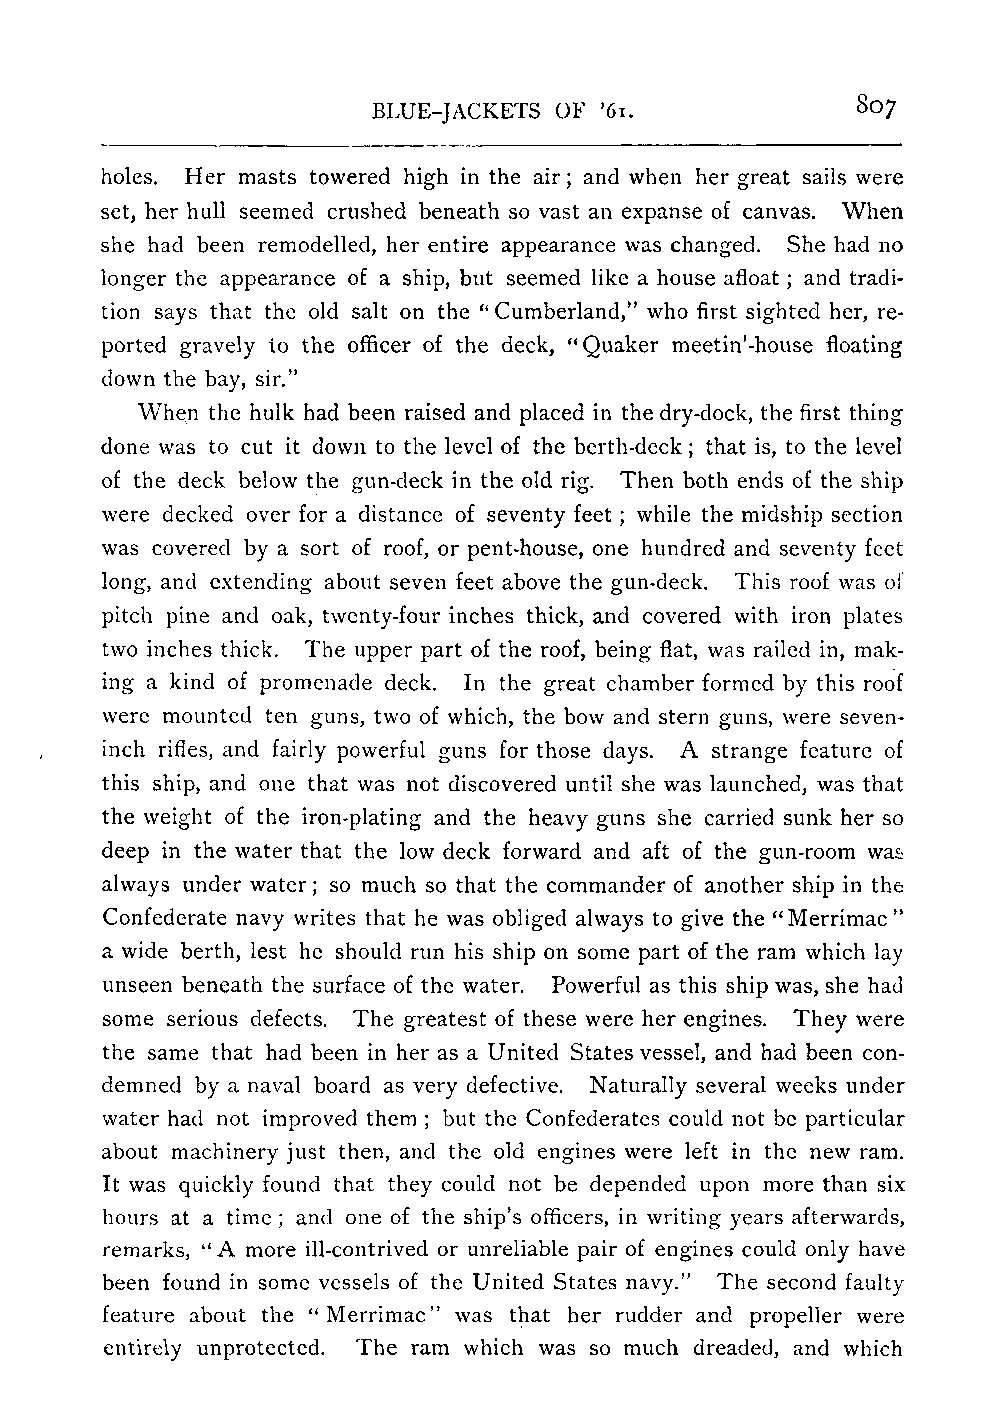 BLUE-JACKETS OF '61. 807
holes. Her masts towered high in the air; and when her great sails were
set, her hull seemed crushed beneath so vast an expanse of canvas. When
she had been remodelled, her entire appearance was changed. She had no
longer the appearance of a ship, but seemed like a house afloat; and tradi-
tion says that the old salt on the "Cumberland," who first sighted her, re-
ported gravely to the officer of the deck, "Quaker meetin'-house floating
down the bay, sir."
When the hulk had been raised and placed in the dry-dock, the first thing
done was to cut it down to the level of the berth-deck; that is, to the level
of the deck below the gun-deck in the old rig. Then both ends of the ship
were decked over for a distance of seventy feet; while the midship section
was covered by a sort of roof, or pent-house, one hundred and seventy feet
long, and extending about seven feet above the gun-deck. This roof was of
pitch pine and oak, twenty-four inches thick, and covered with iron plates
two inches thick. The upper part of the roof, being flat, was railed in, mak-
ing a kind of promenade deck. In the great chamber formed by this roof
were mounted ten guns, two of which, the bow and stern guns, were seven-
inch rifles, and fairly powerful guns for those days. A strange feature of
this ship, and one that was not discovered until she was launched, was that
the weight of the iron-plating and the heavy guns she carried sunk her so
deep in the water that the low deck forward and aft of the gun-room was
always under water; so much so that the commander of another ship in the
Confederate navy writes that he was obliged always to give the "Merrimac"
a wide berth, lest he should run his ship on some part of the ram which lay
unseen beneath the surface of the water. Powerful as this ship was, she had
some serious defects. The greatest of these were her engines. They were
the same that had been in her as a United States vessel, and had been con-
demned by a naval board as very defective. Naturally several weeks under
water had not improved them; but the Confederates could not be particular
about machinery just then, and the old engines were left in the new ram.
It was quickly found that they could not be depended upon more than six
hours at a time; and one of the ship's officers, in writing years afterwards,
remarks, "A more ill-contrived or unreliable pair of engines could only have
been found in some vessels of the United States navy." The second faulty
feature about the "Merrimac" was that her rudder and propeller were
entirely unprotected. The ram which was so much dreaded, and which